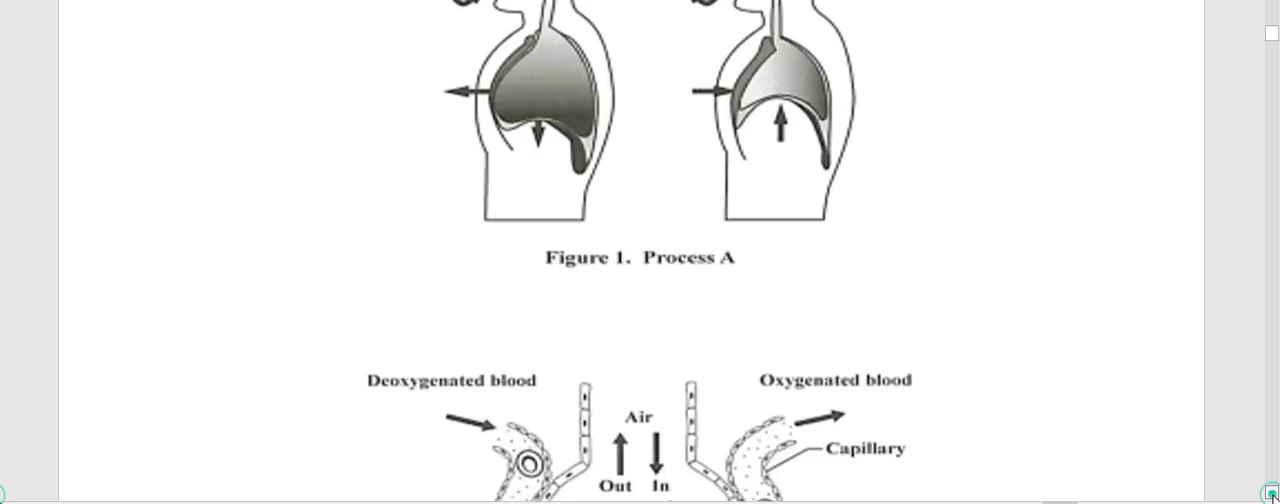 Figure 1. Process A
Deoxygenated blood
Oxygenated blood
Air
Capillary
Out In